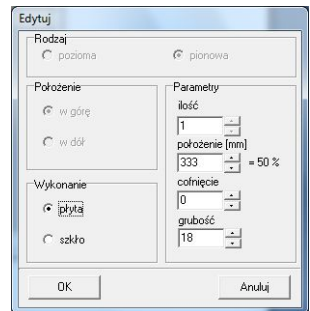 Edytuj
Rodzaj
pozioma
pionowa
Położenie
w górę
w dół
Wykonanie
płyta
szkło
Parametry
ilość
1
położenie [mm]
333 = 50 %
cofnięcie
0
grubość
18
OK
Anuluj